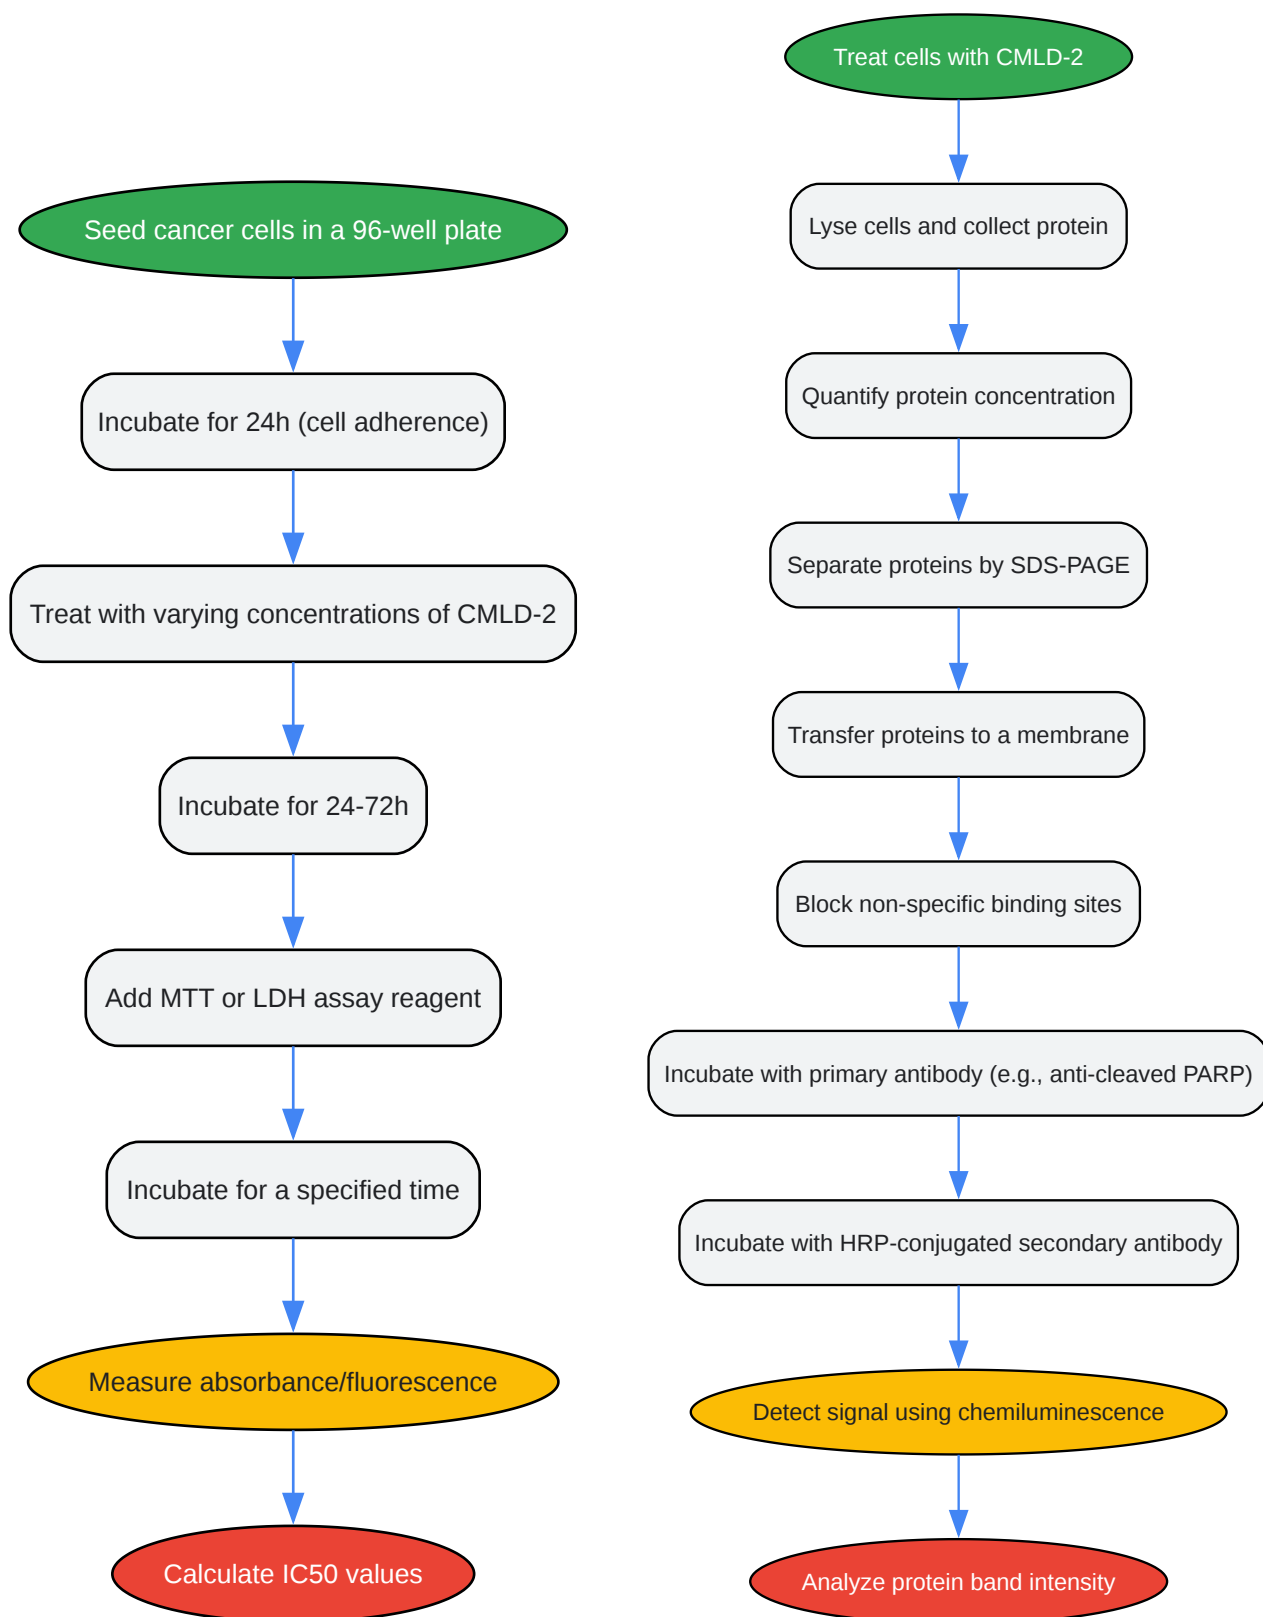 Seed cancer cells in a 96-well plate
Incubate for 24h (cell adherence)
Treat with varying concentrations of CMLD-2
Incubate for 24-72h
Add MTT or LDH assay reagent
Incubate for a specified time
Measure absorbance/fluorescence
Calculate IC50 values
Treat cells with CMLD-2
Lyse cells and collect protein
Quantify protein concentration
Separate proteins by SDS-PAGE
Transfer proteins to a membrane
Block non-specific binding sites
Incubate with primary antibody (e.g., anti-cleaved PARP)
Incubate with HRP-conjugated secondary antibody
Detect signal using chemiluminescence
Analyze protein band intensity